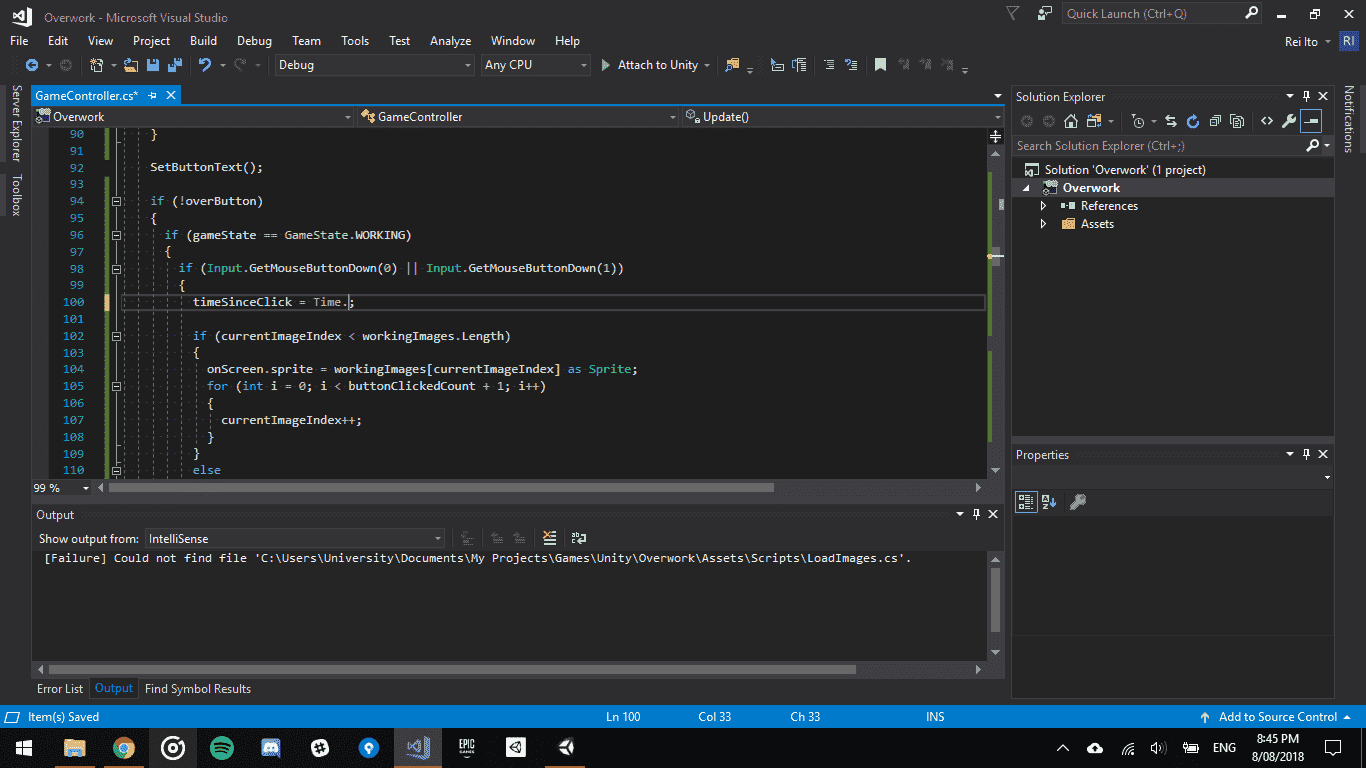 Overwork - Microsoft Visual Studio
Quick Launch (Ctrl+Q)
File Edit View Project Build Debug Team Tools Test Analyze Window Help
Rei Ito RI
Debug Any CPU Attach to Unity
Server Explorer
Toolbox
GameController.cs*
Overwork GameController Update()
90 }
91
92 SetButtonText();
93
94 if (!overButton)
95 {
96 if (gameState == GameState.WORKING)
97 {
98 if (Input.GetMouseButtonDown(0) || Input.GetMouseButtonDown(1))
99 {
100 timeSinceClick = Time.;
101
102 if (currentImageIndex < workingImages.Length)
103 {
104 onScreen.sprite = workingImages[currentImageIndex] as Sprite;
105 for (int i = 0; i < buttonClickedCount + 1; i++)
106 {
107 currentImageIndex++;
108 }
109 }
110 else
99 %
Output
Show output from: IntelliSense
[Failure] Could not find file 'C:\Users\University\Documents\My Projects\Games\Unity\Overwork\Assets\Scripts\LoadImages.cs'.
Error List Output Find Symbol Results
Solution Explorer
Search Solution Explorer (Ctrl+;)
Solution 'Overwork' (1 project)
Overwork
References
Assets
Properties
Notifications
Item(s) Saved Ln 100 Col 33 Ch 33 INS Add to Source Control
EPIC GAMES
ENG
8:45 PM
8/08/2018